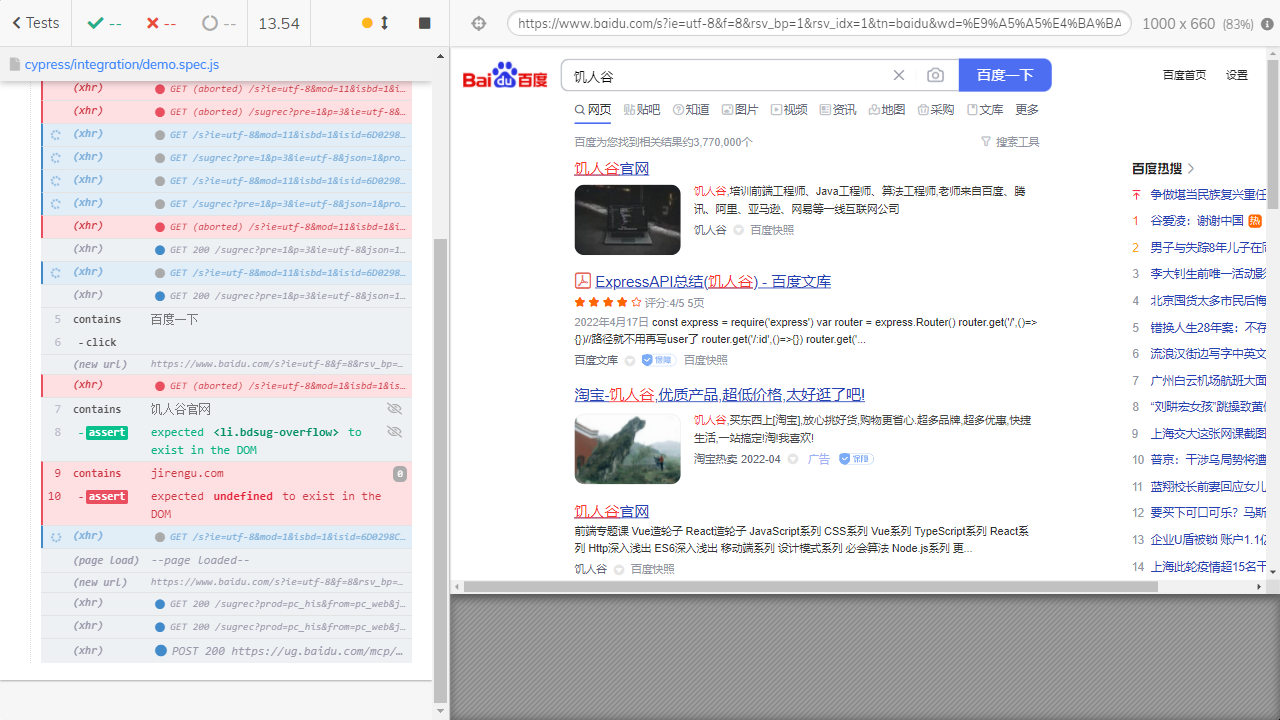 Tests
--
--
--
13.54
https://www.baidu.com/s?ie=utf-8&f=8&rsv_bp=1&rsv_idx=1&tn=baidu&wd=%E9%A5%A5%E4%BA%BA
1000 x 660 (83%)
cypress/integration/demo.spec.js
(xhr) GET (aborted) /s?ie=utf-8&mod=11&isbd=1&i...
(xhr) GET (aborted) /sugrec?pre=1&p=3&ie=utf-8&...
(xhr) GET /s?ie=utf-8&mod=11&isbd=1&isid=6D0298...
(xhr) GET /sugrec?pre=1&p=3&ie=utf-8&json=1&pro...
(xhr) GET /s?ie=utf-8&mod=11&isbd=1&isid=6D0298...
(xhr) GET /sugrec?pre=1&p=3&ie=utf-8&json=1&pro...
(xhr) GET (aborted) /s?ie=utf-8&mod=11&isbd=1&i...
(xhr) GET 200 /sugrec?pre=1&p=3&ie=utf-8&json=1...
(xhr) GET /s?ie=utf-8&mod=11&isbd=1&isid=6D0298...
(xhr) GET 200 /sugrec?pre=1&p=3&ie=utf-8&json=1...
5 contains 百度一下
6 -click
(new url) https://www.baidu.com/s?ie=utf-8&f=8&rsv_bp=...
(xhr) GET (aborted) /s?ie=utf-8&mod=1&isbd=1&is...
7 contains 饥人谷官网
8 -assert expected <li.bdsug-overflow> to
exist in the DOM
9 contains jirengu.com 0
10 -assert expected undefined to exist in the
DOM
(xhr) GET /s?ie=utf-8&mod=1&isbd=1&isid=6D0298C...
(page load) --page loaded--
(new url) https://www.baidu.com/s?ie=utf-8&f=8&rsv_bp=...
(xhr) GET 200 /sugrec?prod=pc_his&from=pc_web&j...
(xhr) GET 200 /sugrec?prod=pc_his&from=pc_web&j...
(xhr) POST 200 https://ug.baidu.com/mcp/...
Bai du 百度
饥人谷
百度一下
百度首页 设置
网页 贴吧 知道 图片 视频 资讯 地图 采购 文库 更多
百度为您找到相关结果约3,770,000个
搜索工具
饥人谷官网
饥人谷,培训前端工程师、Java工程师、算法工程师,老师来自百度、腾
讯、阿里、亚马逊、网易等一线互联网公司
饥人谷 百度快照
ExpressAPI总结(饥人谷) - 百度文库
评分:4/5 5页
2022年4月17日 const express = require('express') var router = express.Router() router.get('/',()=>
{})//路径就不用再写user了 router.get('/:id',()=>{}) router.get('...
百度文库 保障 百度快照
淘宝-饥人谷,优质产品,超低价格,太好逛了吧!
饥人谷,买东西上[淘宝],放心挑好货,购物更省心.超多品牌,超多优惠,快捷
生活,一站搞定!淘!我喜欢!
淘宝热卖 2022-04 广告 保障
饥人谷官网
前端专题课 Vue造轮子 React造轮子 JavaScript系列 CSS系列 Vue系列 TypeScript系列 React系
列 Http深入浅出 ES6深入浅出 移动端系列 设计模式系列 必会算法 Node.js系列 更...
饥人谷 百度快照
百度热搜
争做堪当民族复兴重任
1 谷爱凌：谢谢中国 热
2 男子与失踪8年儿子在
3 李大钊生前唯一活动影
4 北京囤货大多市民后悔
5 错换人生28年案：不存
6 流浪汉街边写字中英文
7 广州白云机场航班大面
8 “刘畊宏女孩”跳操致黄
9 上海交大这张网课截图
10 普京：干涉乌局势将遭
11 蓝翔校长前妻回应女儿
12 要买下可口可乐？马斯
13 企业U盾被锁 账户1.1亿
14 上海此轮疫情超15名干